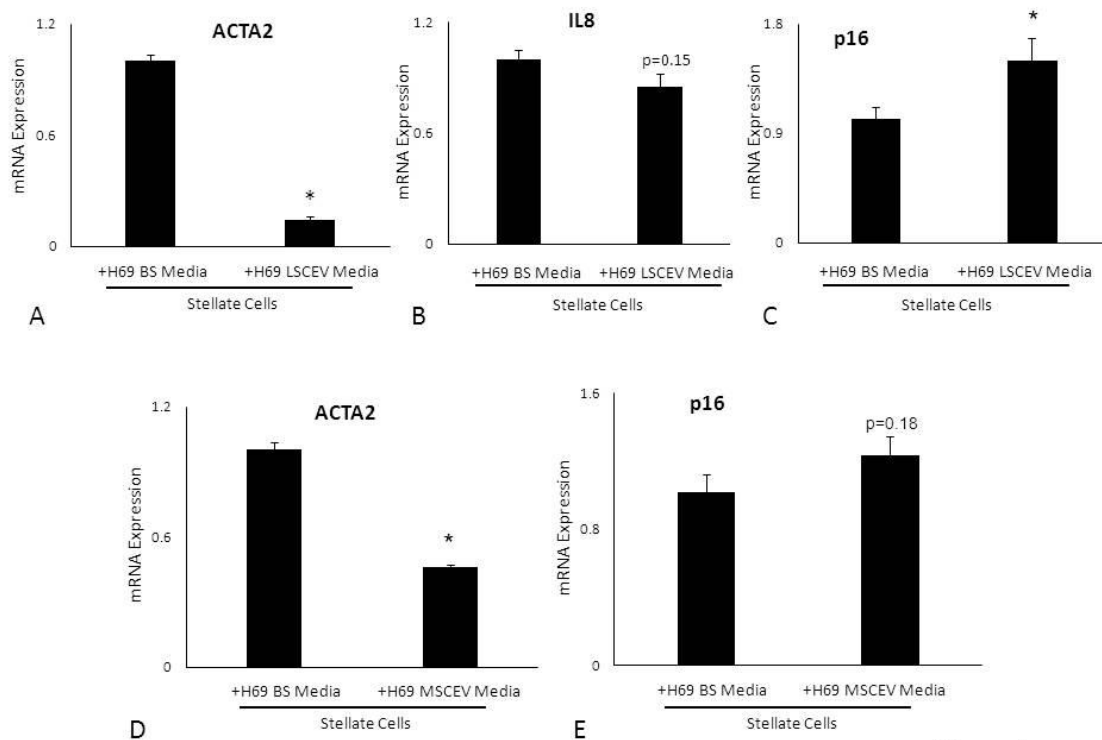 ACTA2
mRNA Expression
1.2
0.6
0
*
+H69 BS Media
+H69 LSCEV Media
Stellate Cells
A
IL8
mRNA Expression
1.2
0.6
0
p=0.15
+H69 BS Media
+H69 LSCEV Media
Stellate Cells
B
p16
mRNA Expression
1.8
0.9
0
*
+H69 BS Media
+H69 LSCEV Media
Stellate Cells
C
ACTA2
mRNA Expression
1.2
0.6
0
*
+H69 BS Media
+H69 MSCEV Media
Stellate Cells
D
p16
mRNA Expression
1.6
0.8
0
p=0.18
+H69 BS Media
+H69 MSCEV Media
Stellate Cells
E